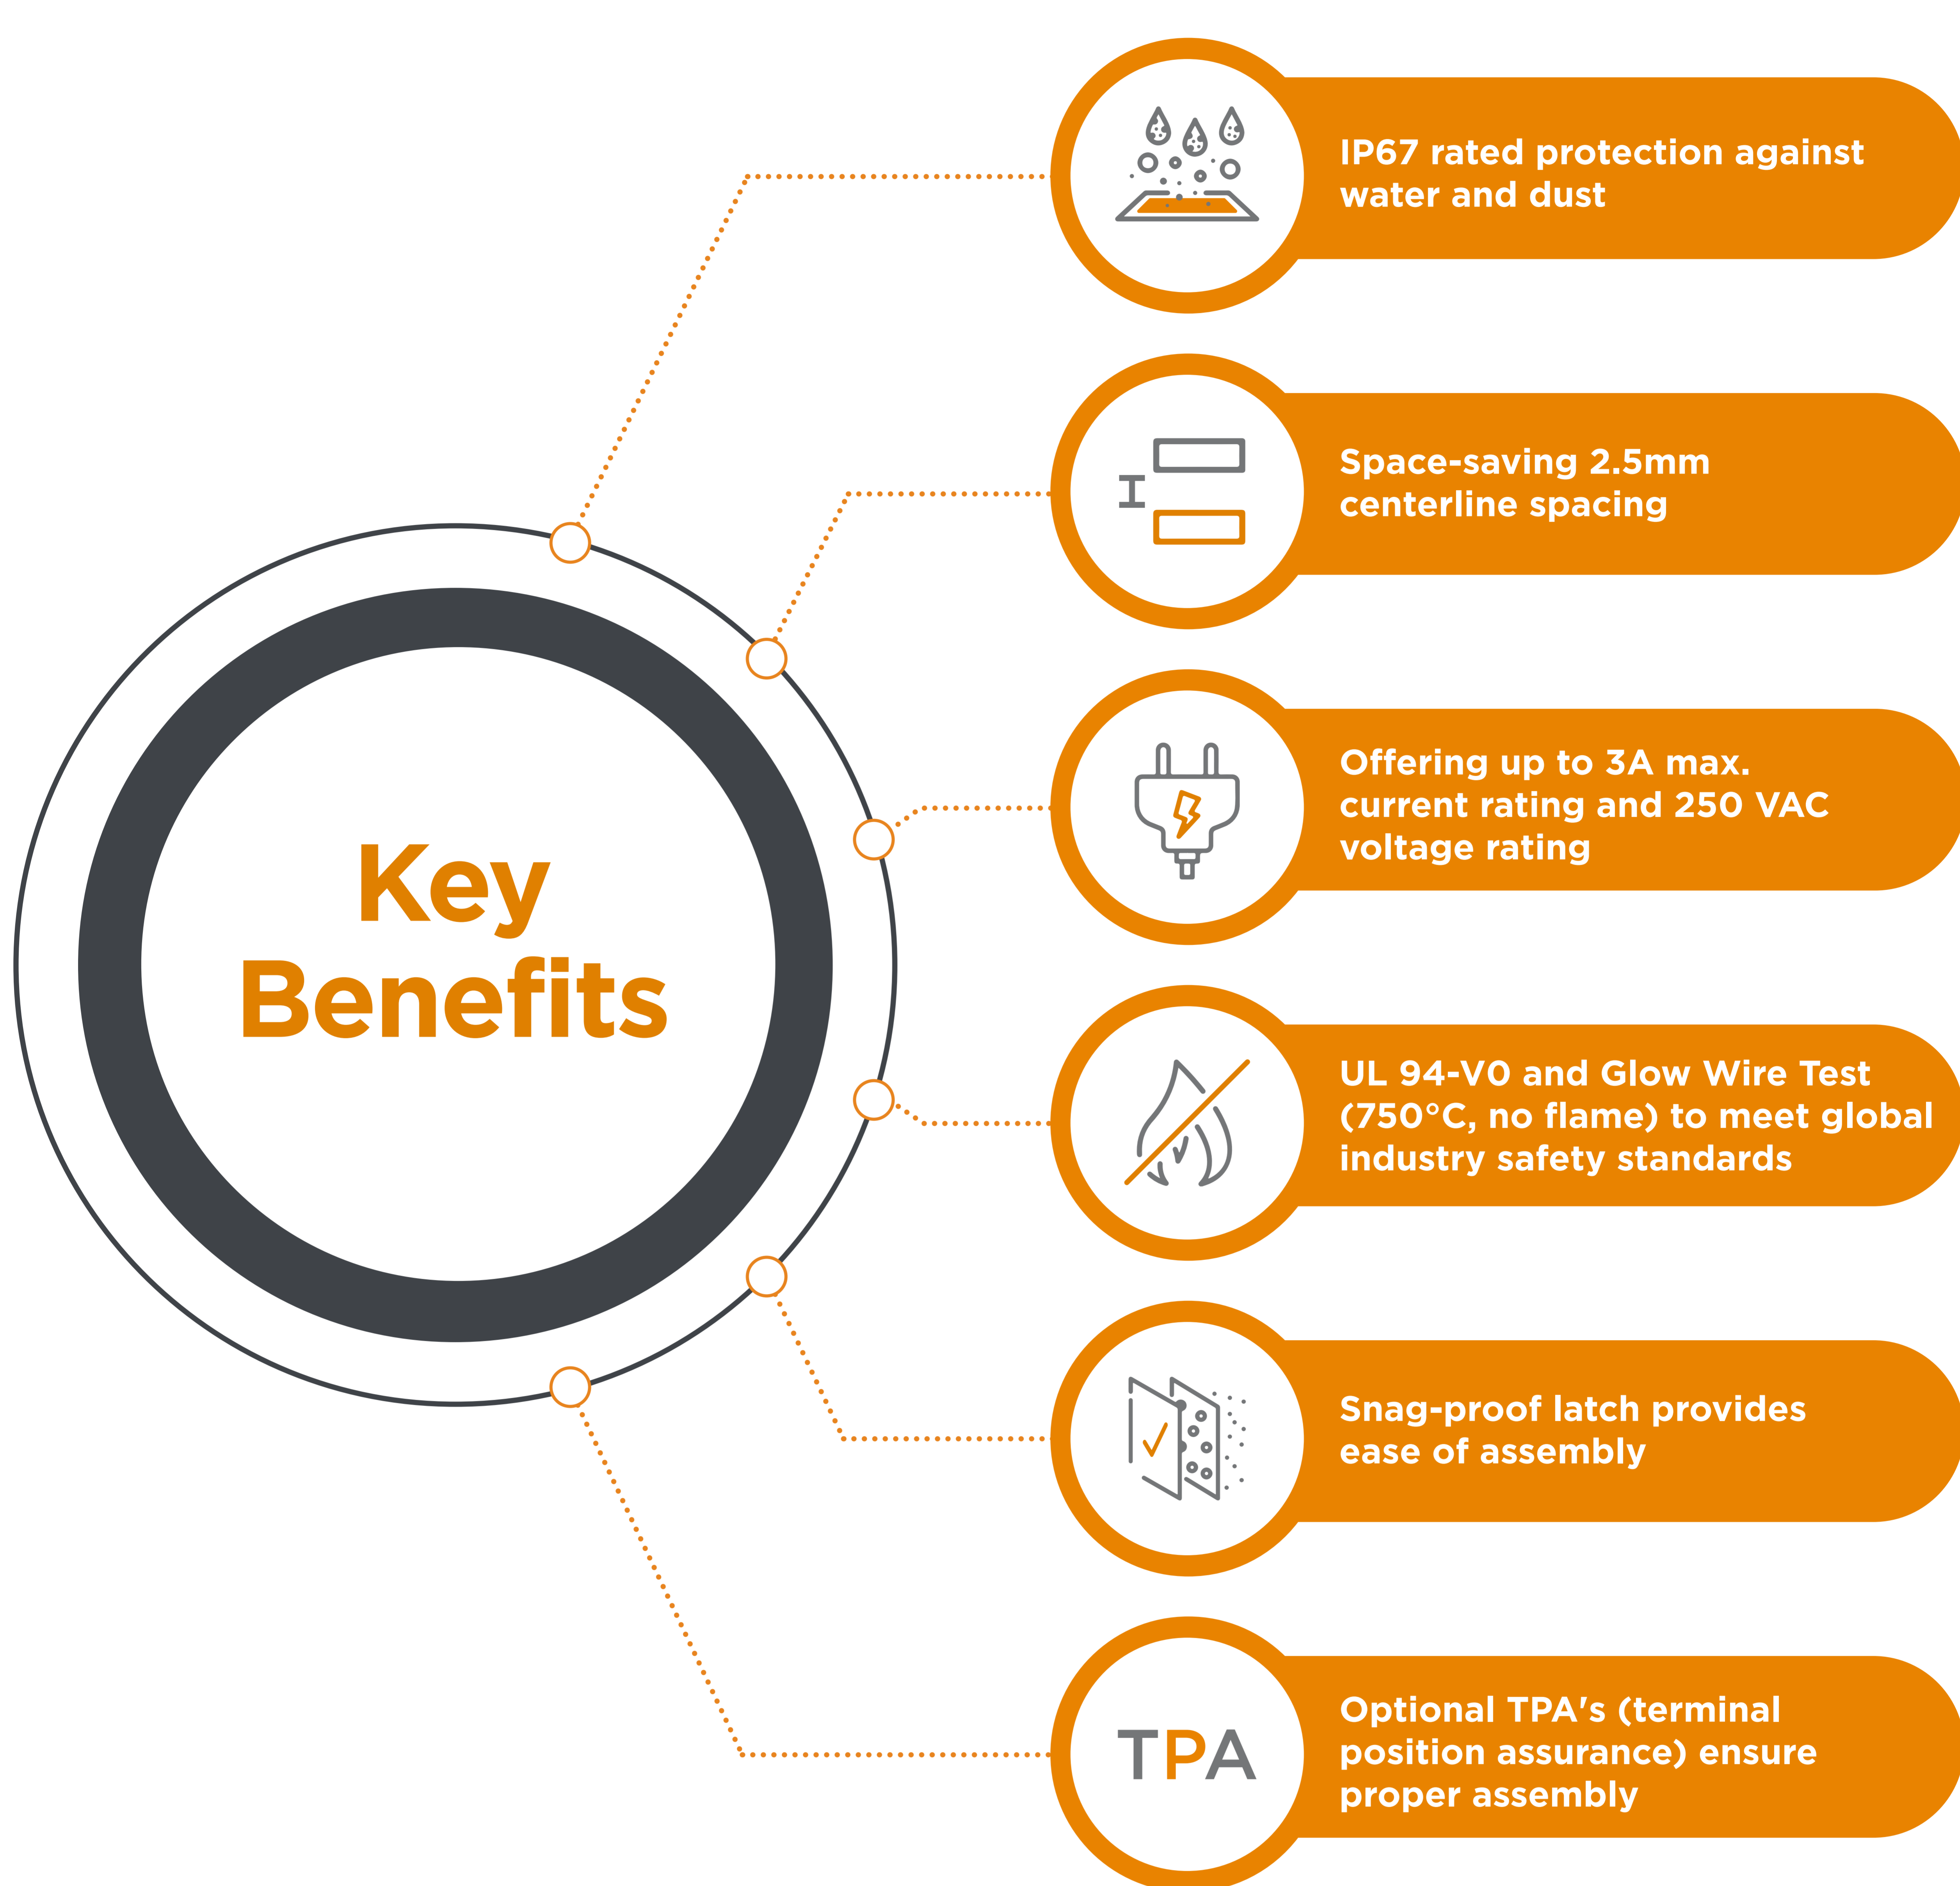 IP67 rated protection against
water and dust
Space-saving 2.5mm
centerline spacing
Offering up to 3A max.
current rating and 250 VAC
voltage rating
Key
Benefits
UL 94-V0 and Glow Wire Test
(750°C, no flame) to meet global
industry safety standards
Snag-proof latch provides
ease of assembly
TPA
Optional TPA's (terminal
position assurance) ensure
proper assembly